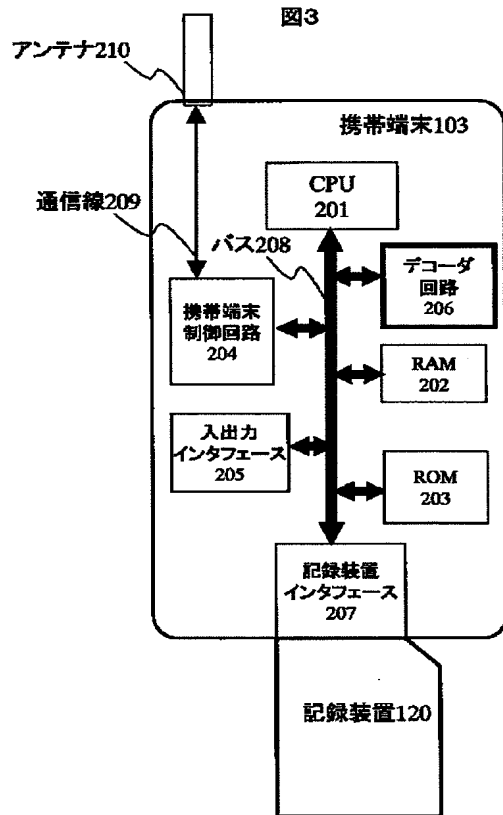 図3
アンテナ210
携帯端末103
CPU
201
通信線209
バス208
デコーダ
回路
206
携帯端末
制御回路
204
RAM
202
入出力
インタフェース
205
ROM
203
記録装置
インタフェース
207
記録装置120